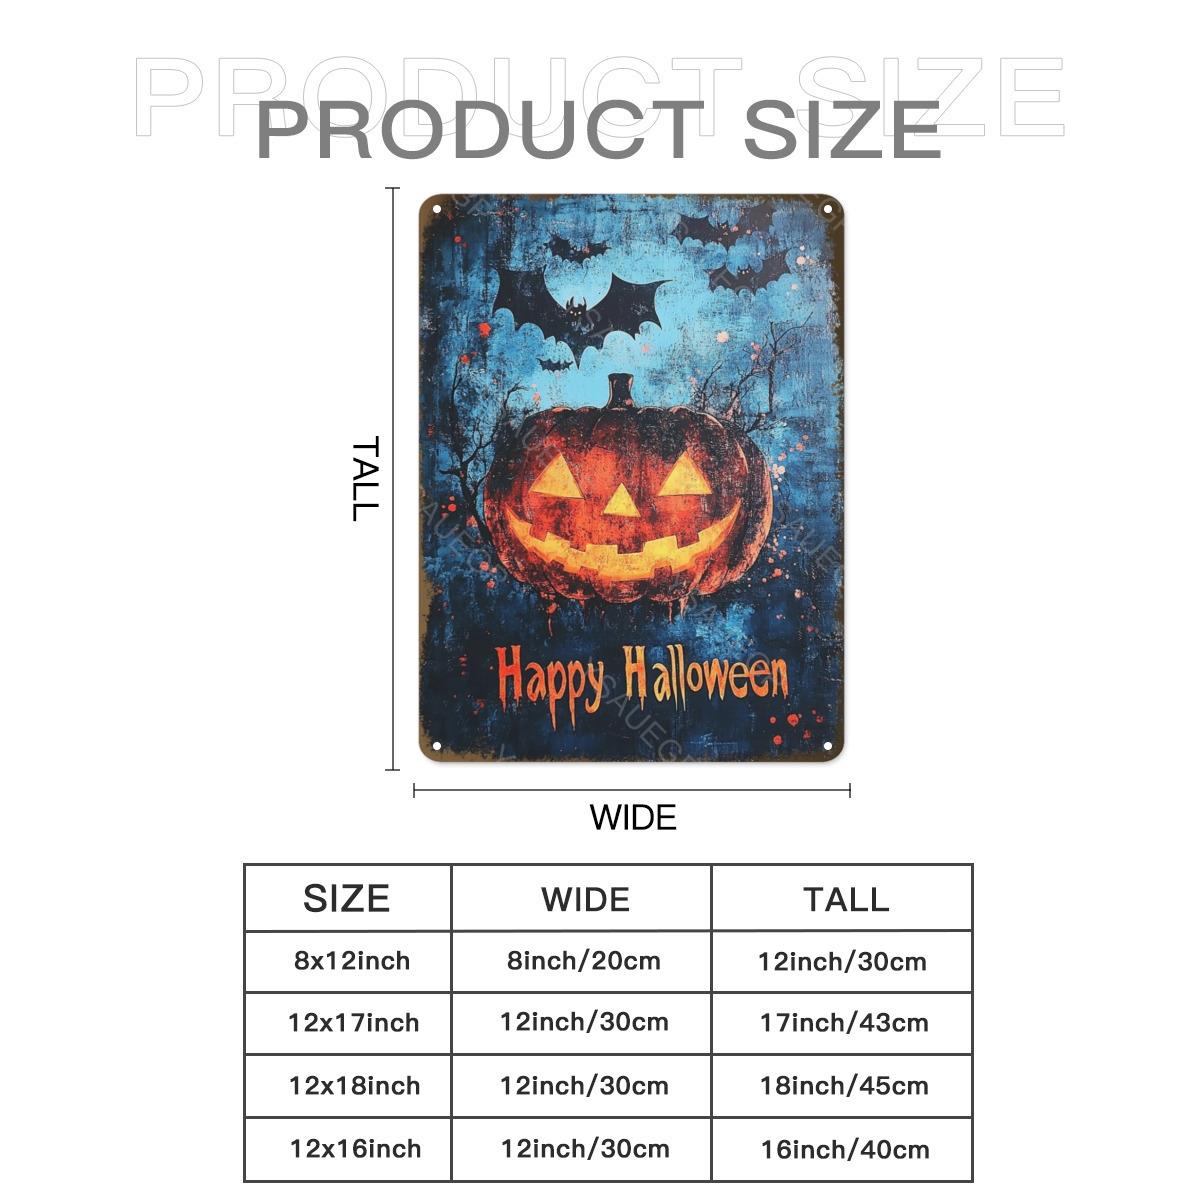 PRODUCT SIZE
PRODUCT SIZE
TALL
Happy Halloween
WIDE
SIZE WIDE TALL
8x12inch 8inch/20cm 12inch/30cm
12x17inch 12inch/30cm 17inch/43cm
12x18inch 12inch/30cm 18inch/45cm
12x16inch 12inch/30cm 16inch/40cm